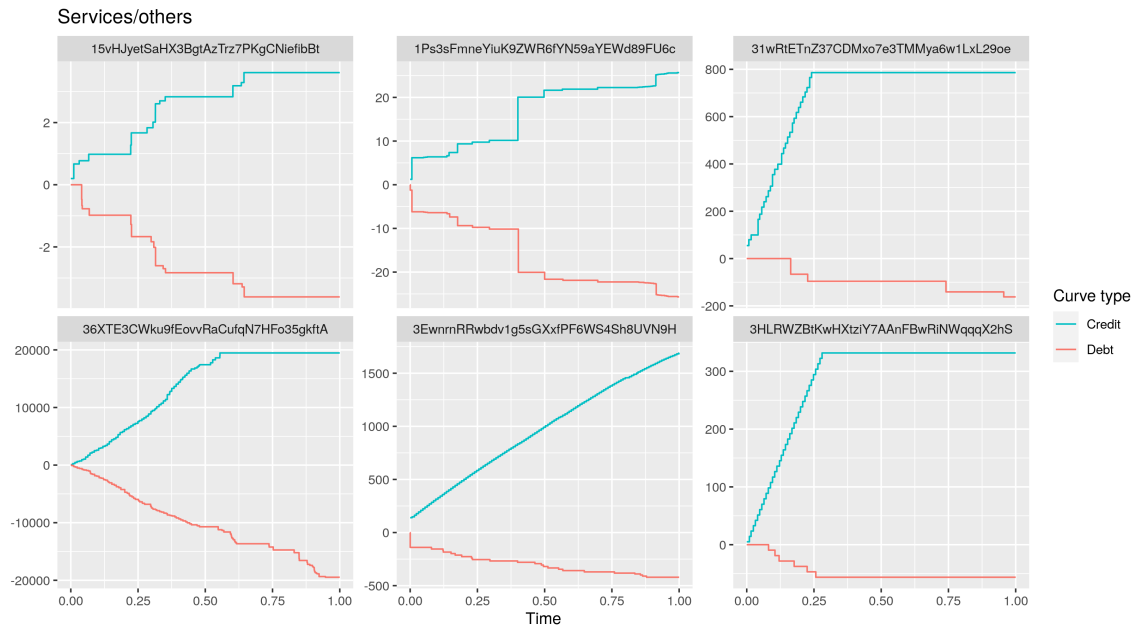 Services/others
15vHJyetSaHX3BgtAzTrz7PKgCNiefibBt
1Ps3sFmneYiuK9ZWR6fYN59aYEWd89FU6c
31wRtETnZ37CDMxo7e3TMMya6w1LxL29oe
2
0
-2
20
10
0
-10
-20
800
600
400
200
0
-200
36XTE3CWku9fEovvRaCufqN7HFo35gkftA
3EwnrnRRwbdv1g5sGXxfPF6WS4Sh8UVN9H
3HLRWZBtKwHXtziY7AAnFBwRiNWqqqX2hS
20000
10000
0
-10000
-20000
1500
1000
500
0
-500
300
200
100
0
0.00 0.25 0.50 0.75 1.00
0.00 0.25 0.50 0.75 1.00
0.00 0.25 0.50 0.75 1.00
Time
Curve type
Credit
Debt